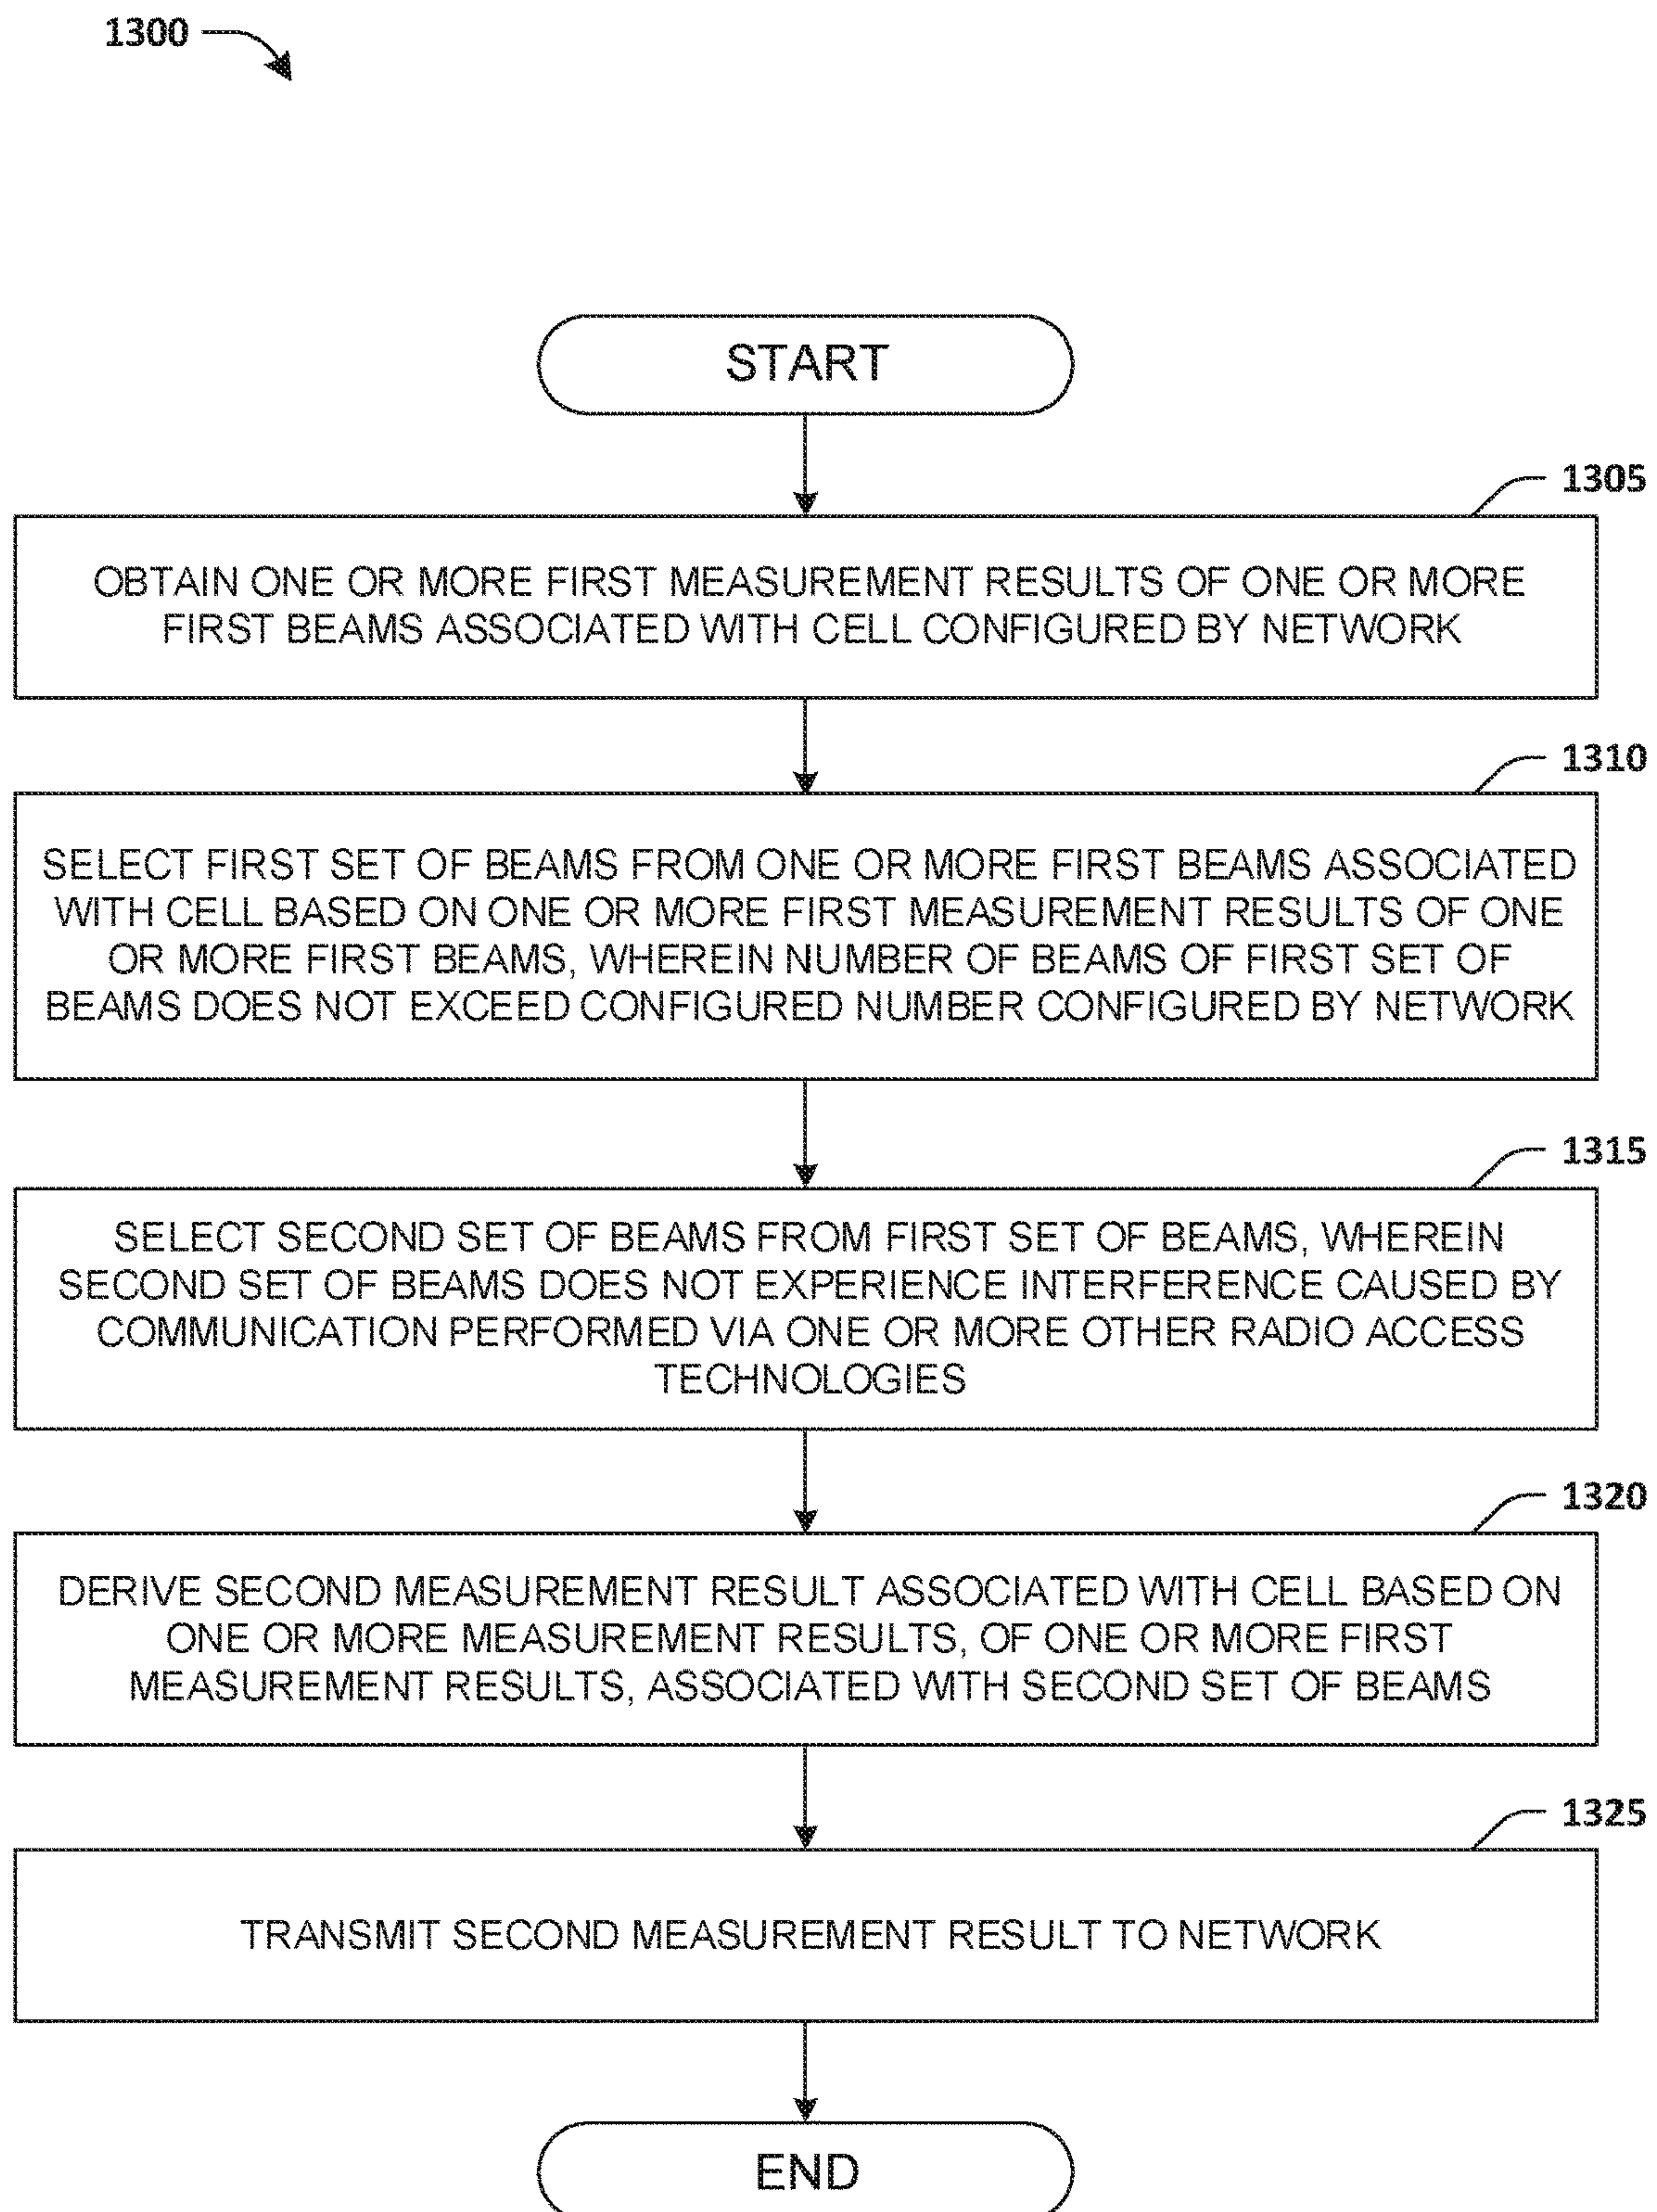 1300
START
1305
OBTAIN ONE OR MORE FIRST MEASUREMENT RESULTS OF ONE OR MORE
FIRST BEAMS ASSOCIATED WITH CELL CONFIGURED BY NETWORK
1310
SELECT FIRST SET OF BEAMS FROM ONE OR MORE FIRST BEAMS ASSOCIATED
WITH CELL BASED ON ONE OR MORE FIRST MEASUREMENT RESULTS OF ONE
OR MORE FIRST BEAMS, WHEREIN NUMBER OF BEAMS OF FIRST SET OF
BEAMS DOES NOT EXCEED CONFIGURED NUMBER CONFIGURED BY NETWORK
1315
SELECT SECOND SET OF BEAMS FROM FIRST SET OF BEAMS, WHEREIN
SECOND SET OF BEAMS DOES NOT EXPERIENCE INTERFERENCE CAUSED BY
COMMUNICATION PERFORMED VIA ONE OR MORE OTHER RADIO ACCESS
TECHNOLOGIES
1320
DERIVE SECOND MEASUREMENT RESULT ASSOCIATED WITH CELL BASED ON
ONE OR MORE MEASUREMENT RESULTS, OF ONE OR MORE FIRST
MEASUREMENT RESULTS, ASSOCIATED WITH SECOND SET OF BEAMS
1325
TRANSMIT SECOND MEASUREMENT RESULT TO NETWORK
END